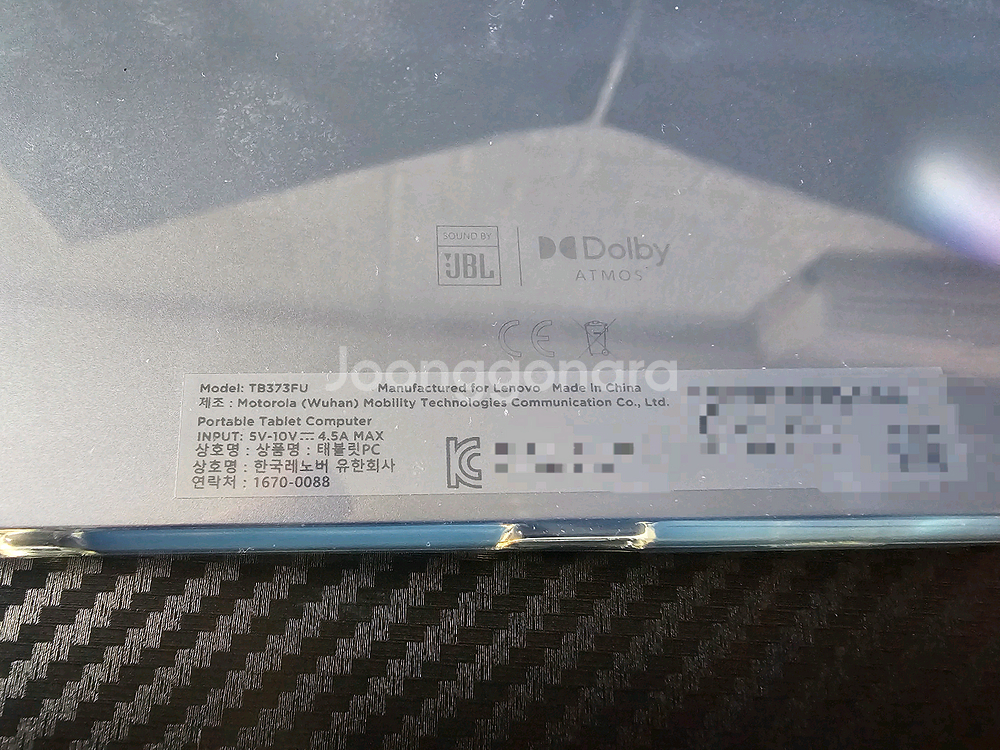 SOUND BY
JBL
Dolby
ATMOS
CE
Joonggonara
Model: TB373FU Manufactured for Lenovo Made in China
제조 : Motorola (Wuhan) Mobility Technologies Communication Co., Ltd.
Portable Tablet Computer
INPUT: 5V-10V⎓ 4.5A MAX
상호명 : 상품명 : 태블릿PC
상호명 : 한국레노버 유한회사
연락처 : 1670-0088